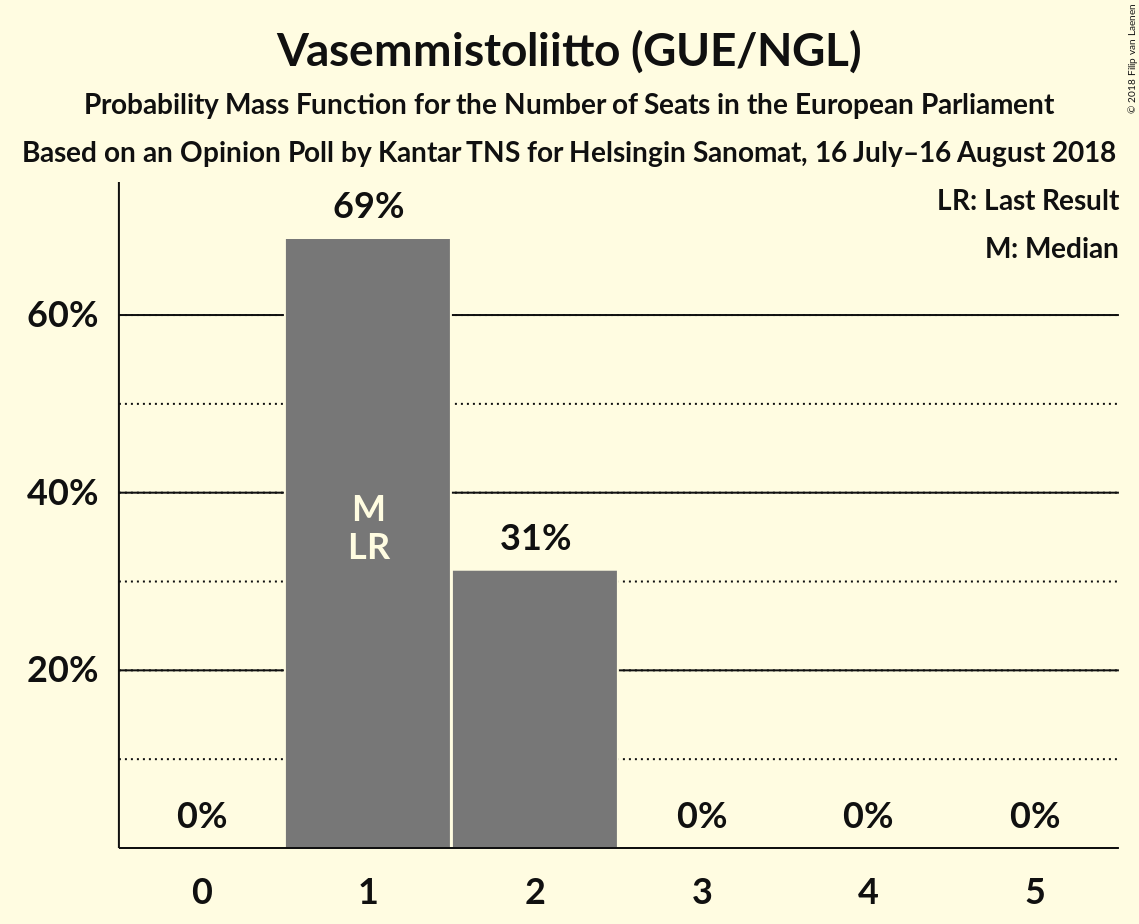 Vasemmistoliitto (GUE/NGL)
Probability Mass Function for the Number of Seats in the European Parliament
Based on an Opinion Poll by Kantar TNS for Helsingin Sanomat, 16 July–16 August 2018
© 2018 Filip van Laenen
LR: Last Result
M: Median
69%
60%
40%
M
LR
31%
20%
0%
0%
0%
0%
0
1
2
3
4
5